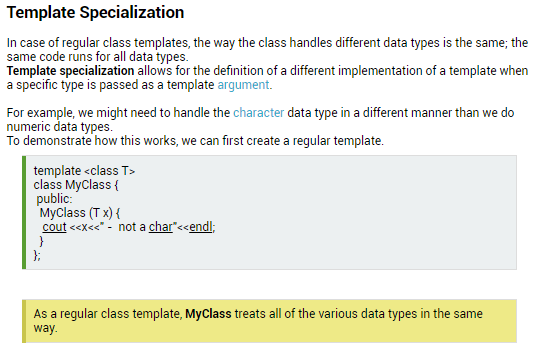 Template Specialization
In case of regular class templates, the way the class handles different data types is the same; the
same code runs for all data types.
Template specialization allows for the definition of a different implementation of a template when
a specific type is passed as a template argument.
For example, we might need to handle the character data type in a different manner than we do
numeric data types.
To demonstrate how this works, we can first create a regular template.
template <class T>
class MyClass {
public:
MyClass (T x) {
cout <<x<<" - not a char"<<endl;
}
};
As a regular class template, MyClass treats all of the various data types in the same
way.